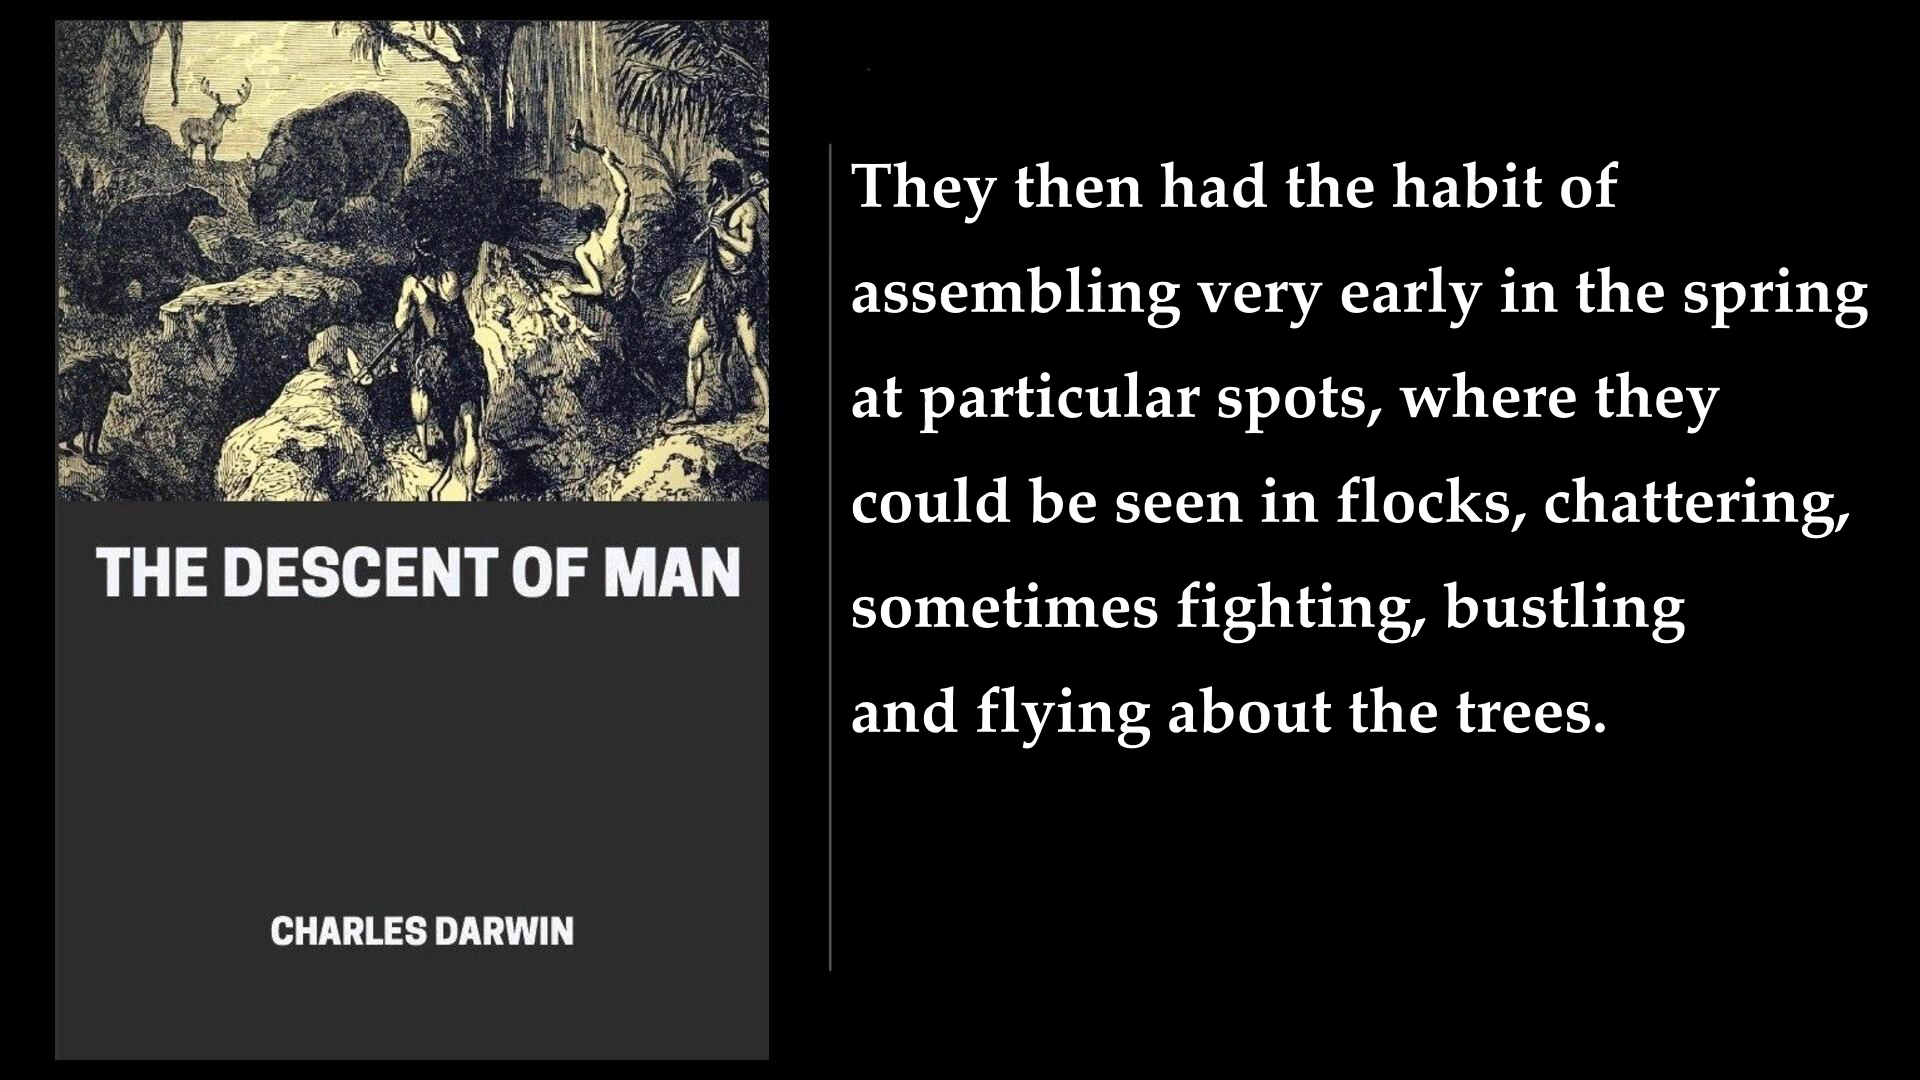 THE DESCENT OF MAN
CHARLES DARWIN
They then had the habit of
assembling very early in the spring
at particular spots, where they
could be seen in flocks, chattering,
sometimes fighting, bustling
and flying about the trees.